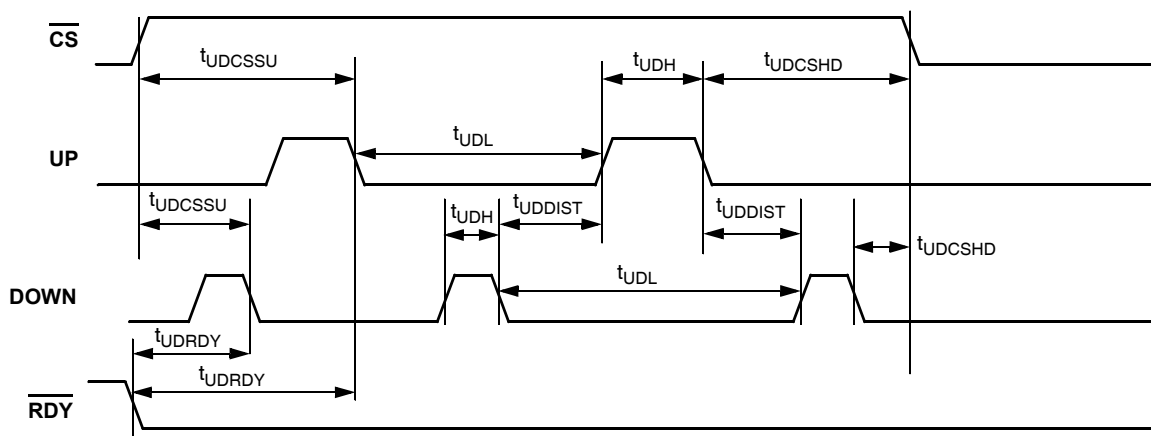 CS
tUDCSSU
tUDH
tUDCSHD
UP
tUDL
tUDCSSU
tUDH
tUDDIST
tUDDIST
tUDCSHD
DOWN
tUDL
tUDRDY
tUDRDY
RDY